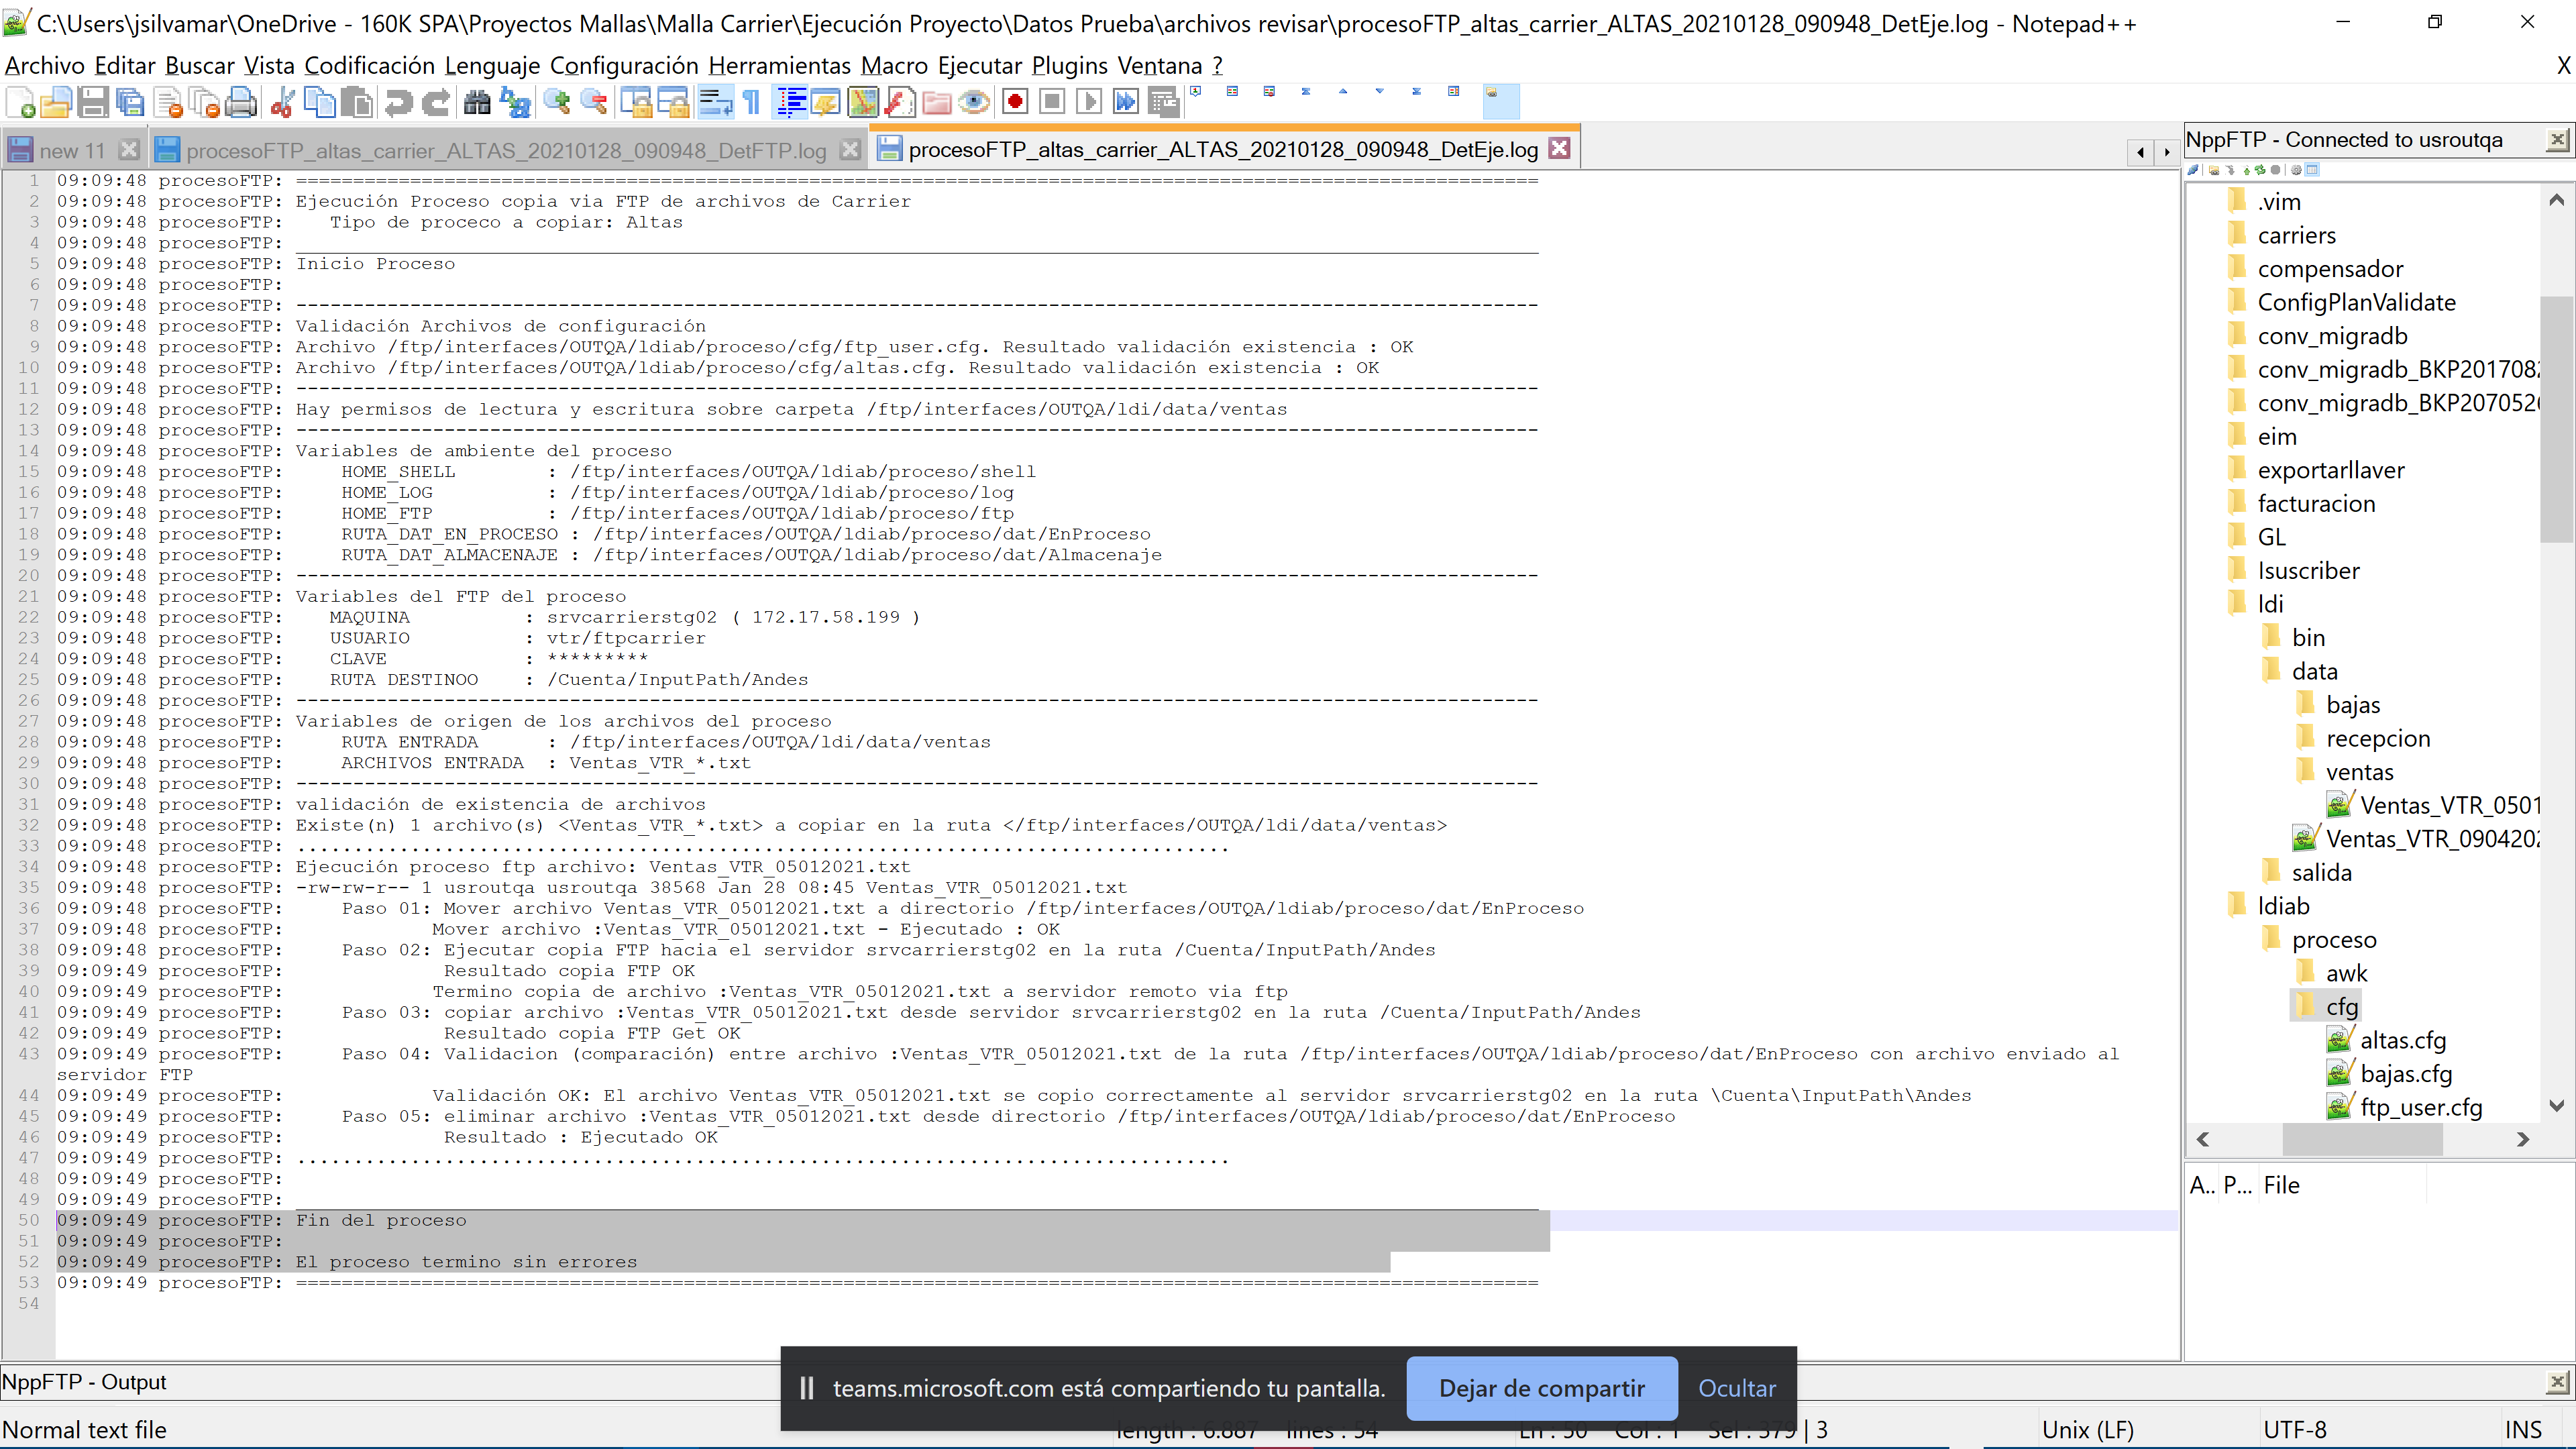 C:\Users\jsilvamar\OneDrive - 160K SPA\Proyectos Mallas\Malla Carrier\Ejecución Proyecto\Datos Prueba\archivos revisar\procesoFTP_altas_carrier_ALTAS_20210128_090948_DetEje.log - Notepad++
Archivo Editar Buscar Vista Codificación Lenguaje Configuración Herramientas Macro Ejecutar Plugins Ventana ? X
new 11 procesoFTP_altas_carrier_ALTAS_20210128_090948_DetFTP.log procesoFTP_altas_carrier_ALTAS_20210128_090948_DetEje.log
1 09:09:48 procesoFTP: =============================================================================================================
2 09:09:48 procesoFTP: Ejecución Proceso copia via FTP de archivos de Carrier
3 09:09:48 procesoFTP:    Tipo de proceco a copiar: Altas
4 09:09:48 procesoFTP: _____________________________________________________________________________________________________________
5 09:09:48 procesoFTP: Inicio Proceso
6 09:09:48 procesoFTP:
7 09:09:48 procesoFTP: -------------------------------------------------------------------------------------------------------------
8 09:09:48 procesoFTP: Validación Archivos de configuración
9 09:09:48 procesoFTP: Archivo /ftp/interfaces/OUTQA/ldiab/proceso/cfg/ftp_user.cfg. Resultado validación existencia : OK
10 09:09:48 procesoFTP: Archivo /ftp/interfaces/OUTQA/ldiab/proceso/cfg/altas.cfg. Resultado validación existencia : OK
11 09:09:48 procesoFTP: -------------------------------------------------------------------------------------------------------------
12 09:09:48 procesoFTP: Hay permisos de lectura y escritura sobre carpeta /ftp/interfaces/OUTQA/ldi/data/ventas
13 09:09:48 procesoFTP: -------------------------------------------------------------------------------------------------------------
14 09:09:48 procesoFTP: Variables de ambiente del proceso
15 09:09:48 procesoFTP:     HOME_SHELL        : /ftp/interfaces/OUTQA/ldiab/proceso/shell
16 09:09:48 procesoFTP:     HOME_LOG          : /ftp/interfaces/OUTQA/ldiab/proceso/log
17 09:09:48 procesoFTP:     HOME_FTP          : /ftp/interfaces/OUTQA/ldiab/proceso/ftp
18 09:09:48 procesoFTP:     RUTA_DAT_EN_PROCESO : /ftp/interfaces/OUTQA/ldiab/proceso/dat/EnProceso
19 09:09:48 procesoFTP:     RUTA_DAT_ALMACENAJE : /ftp/interfaces/OUTQA/ldiab/proceso/dat/Almacenaje
20 09:09:48 procesoFTP: -------------------------------------------------------------------------------------------------------------
21 09:09:48 procesoFTP: Variables del FTP del proceso
22 09:09:48 procesoFTP:    MAQUINA          : srvcarrierstg02 ( 172.17.58.199 )
23 09:09:48 procesoFTP:    USUARIO          : vtr/ftpcarrier
24 09:09:48 procesoFTP:    CLAVE            : *********
25 09:09:48 procesoFTP:    RUTA DESTINOO    : /Cuenta/InputPath/Andes
26 09:09:48 procesoFTP: -------------------------------------------------------------------------------------------------------------
27 09:09:48 procesoFTP: Variables de origen de los archivos del proceso
28 09:09:48 procesoFTP:     RUTA ENTRADA      : /ftp/interfaces/OUTQA/ldi/data/ventas
29 09:09:48 procesoFTP:     ARCHIVOS ENTRADA  : Ventas_VTR_*.txt
30 09:09:48 procesoFTP: -------------------------------------------------------------------------------------------------------------
31 09:09:48 procesoFTP: validación de existencia de archivos
32 09:09:48 procesoFTP: Existe(n) 1 archivo(s) <Ventas_VTR_*.txt> a copiar en la ruta </ftp/interfaces/OUTQA/ldi/data/ventas>
33 09:09:48 procesoFTP: ..................................................................................
34 09:09:48 procesoFTP: Ejecución proceso ftp archivo: Ventas_VTR_05012021.txt
35 09:09:48 procesoFTP: -rw-rw-r-- 1 usroutqa usroutqa 38568 Jan 28 08:45 Ventas_VTR_05012021.txt
36 09:09:48 procesoFTP:     Paso 01: Mover archivo Ventas_VTR_05012021.txt a directorio /ftp/interfaces/OUTQA/ldiab/proceso/dat/EnProceso
37 09:09:48 procesoFTP:             Mover archivo :Ventas_VTR_05012021.txt - Ejecutado : OK
38 09:09:48 procesoFTP:     Paso 02: Ejecutar copia FTP hacia el servidor srvcarrierstg02 en la ruta /Cuenta/InputPath/Andes
39 09:09:49 procesoFTP:              Resultado copia FTP OK
40 09:09:49 procesoFTP:             Termino copia de archivo :Ventas_VTR_05012021.txt a servidor remoto via ftp
41 09:09:49 procesoFTP:     Paso 03: copiar archivo :Ventas_VTR_05012021.txt desde servidor srvcarrierstg02 en la ruta /Cuenta/InputPath/Andes
42 09:09:49 procesoFTP:              Resultado copia FTP Get OK
43 09:09:49 procesoFTP:     Paso 04: Validacion (comparación) entre archivo :Ventas_VTR_05012021.txt de la ruta /ftp/interfaces/OUTQA/ldiab/proceso/dat/EnProceso con archivo enviado al
servidor FTP
44 09:09:49 procesoFTP:             Validación OK: El archivo Ventas_VTR_05012021.txt se copio correctamente al servidor srvcarrierstg02 en la ruta \Cuenta\InputPath\Andes
45 09:09:49 procesoFTP:     Paso 05: eliminar archivo :Ventas_VTR_05012021.txt desde directorio /ftp/interfaces/OUTQA/ldiab/proceso/dat/EnProceso
46 09:09:49 procesoFTP:              Resultado : Ejecutado OK
47 09:09:49 procesoFTP: ..................................................................................
48 09:09:49 procesoFTP:
49 09:09:49 procesoFTP: _____________________________________________________________________________________________________________
50 09:09:49 procesoFTP: Fin del proceso
51 09:09:49 procesoFTP:
52 09:09:49 procesoFTP: El proceso termino sin errores
53 09:09:49 procesoFTP: =============================================================================================================
54
NppFTP - Connected to usroutqa
.vim
carriers
compensador
ConfigPlanValidate
conv_migradb
conv_migradb_BKP201708
conv_migradb_BKP207052
eim
exportarllaver
facturacion
GL
lsuscriber
ldi
bin
data
bajas
recepcion
ventas
Ventas_VTR_0501
Ventas_VTR_090420
salida
ldiab
proceso
awk
cfg
altas.cfg
bajas.cfg
ftp_user.cfg
A.. P... File
NppFTP - Output
teams.microsoft.com está compartiendo tu pantalla. Dejar de compartir Ocultar
Normal text file length : 6.887 lines : 54 Ln : 50 Col : 1 Sel : 379 | 3 Unix (LF) UTF-8 INS